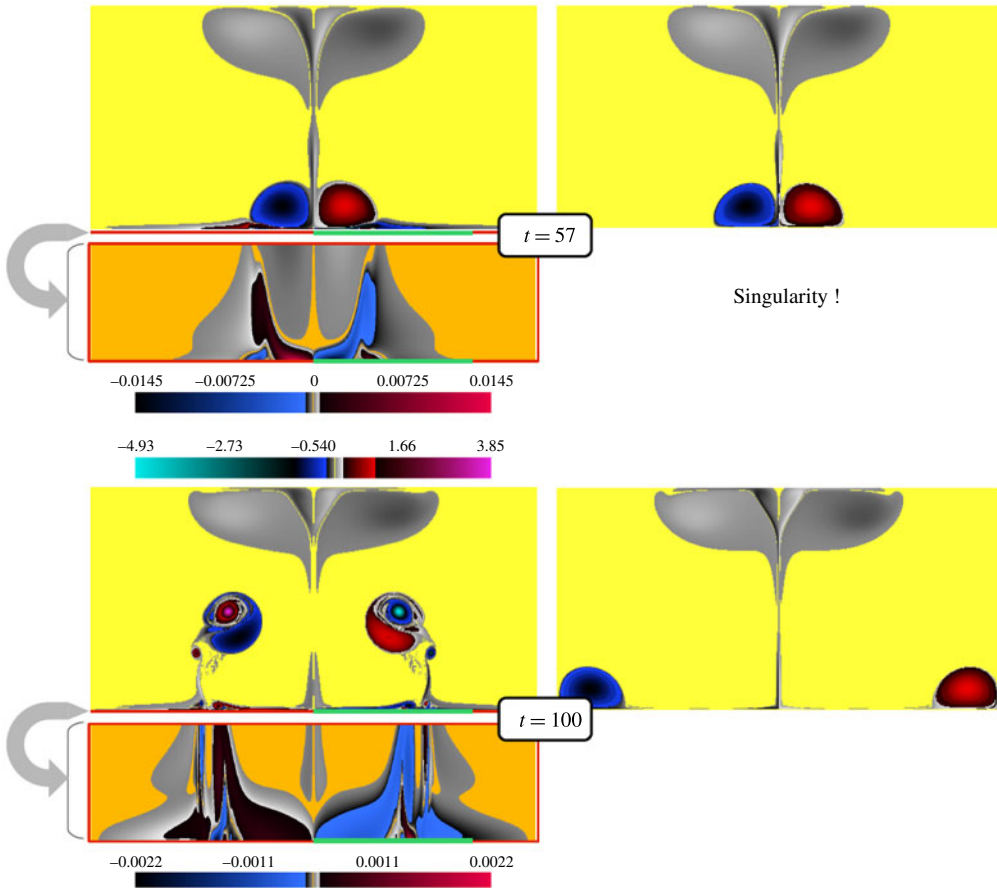 t = 57
Singularity !
−0.0145 −0.00725 0 0.00725 0.0145
−4.93 −2.73 −0.540 1.66 3.85
t = 100
−0.0022 −0.0011 0.0011 0.0022